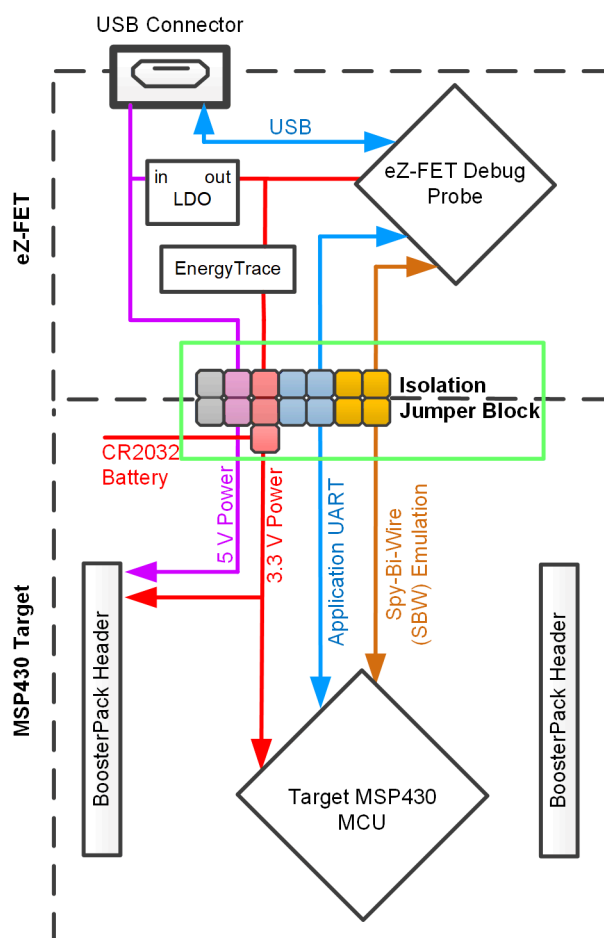 USB Connector
USB
eZ-FET Debug
Probe
in out
LDO
EnergyTrace
eZ-FET
Isolation
Jumper Block
CR2032
Battery
5 V Power
3.3 V Power
Application UART
Spy-Bi-Wire
(SBW) Emulation
MSP430 Target
BoosterPack Header
BoosterPack Header
Target MSP430
MCU